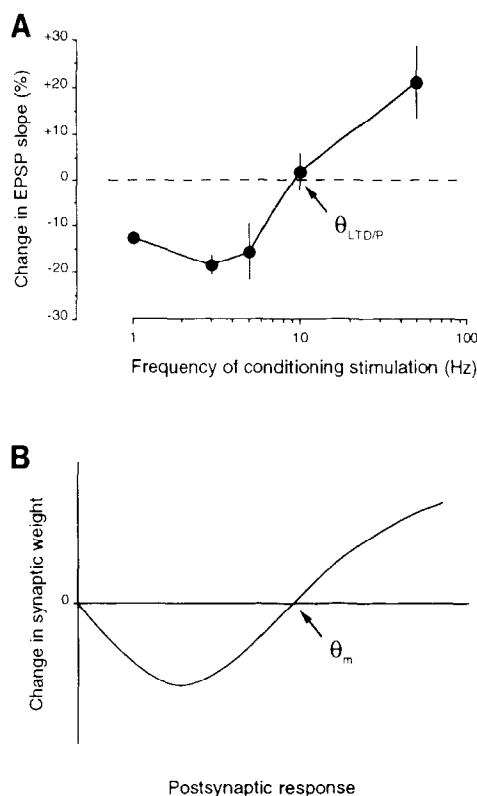 A
Change in EPSP slope (%)
+30
+20
+10
0
-10
-20
-30
θLTD/P
1
10
100
Frequency of conditioning stimulation (Hz)
B
Change in synaptic weight
0
θm
Postsynaptic response